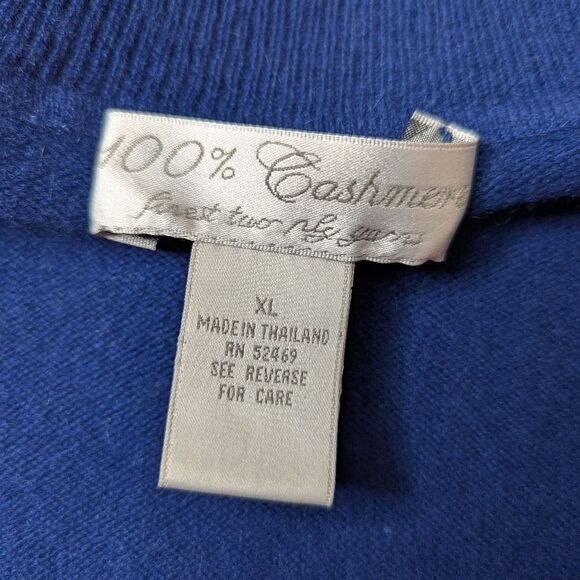 100% Cashmere
finest two ply yarns
XL
MADE IN THAILAND
RN 52469
SEE REVERSE
FOR CARE